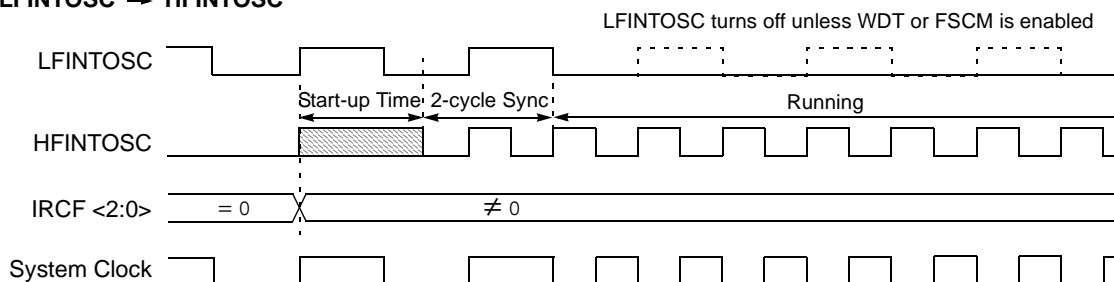 LFINTOSC → HFINTOSC
LFINTOSC turns off unless WDT or FSCM is enabled
LFINTOSC
Start-up Time 2-cycle Sync Running
HFINTOSC
IRCF <2:0> = 0 ≠ 0
System Clock